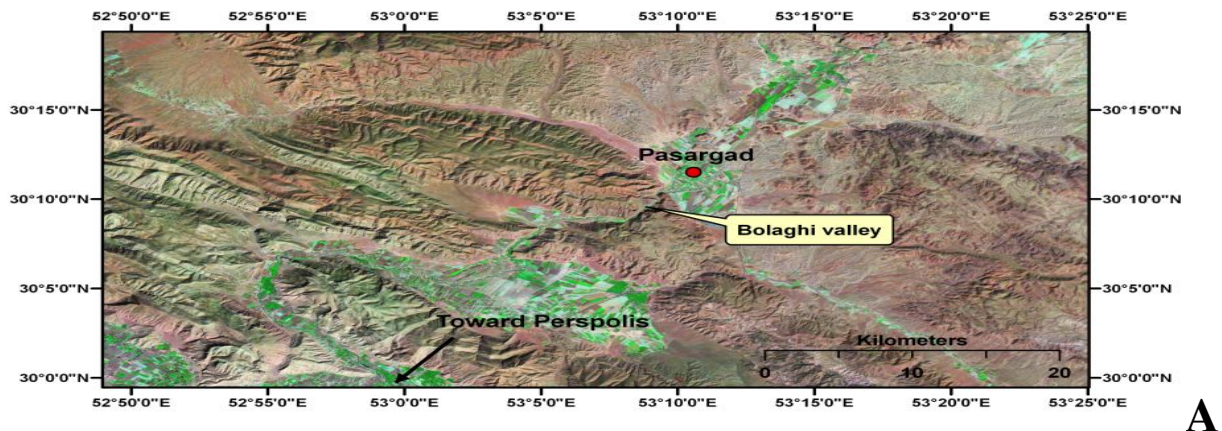 52°50'0"E 52°55'0"E 53°0'0"E 53°5'0"E 53°10'0"E 53°15'0"E 53°20'0"E 53°25'0"E
30°15'0"N 30°15'0"N
Pasargad
30°10'0"N 30°10'0"N
Bolaghi valley
30°5'0"N 30°5'0"N
Toward Perspolis
Kilometers
0 10 20
30°0'0"N 30°0'0"N
52°50'0"E 52°55'0"E 53°0'0"E 53°5'0"E 53°10'0"E 53°15'0"E 53°20'0"E 53°25'0"E
A